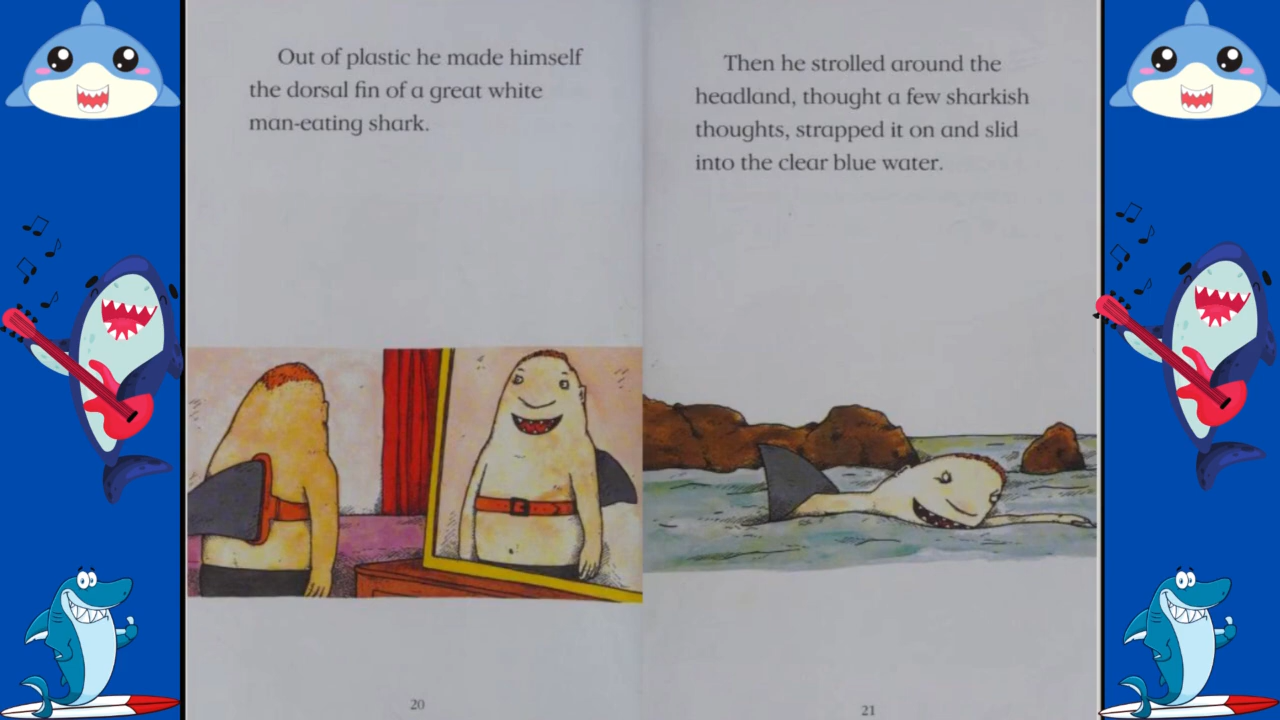 Out of plastic he made himself
the dorsal fin of a great white
man-eating shark.
20
Then he strolled around the
headland, thought a few sharkish
thoughts, strapped it on and slid
into the clear blue water.
21